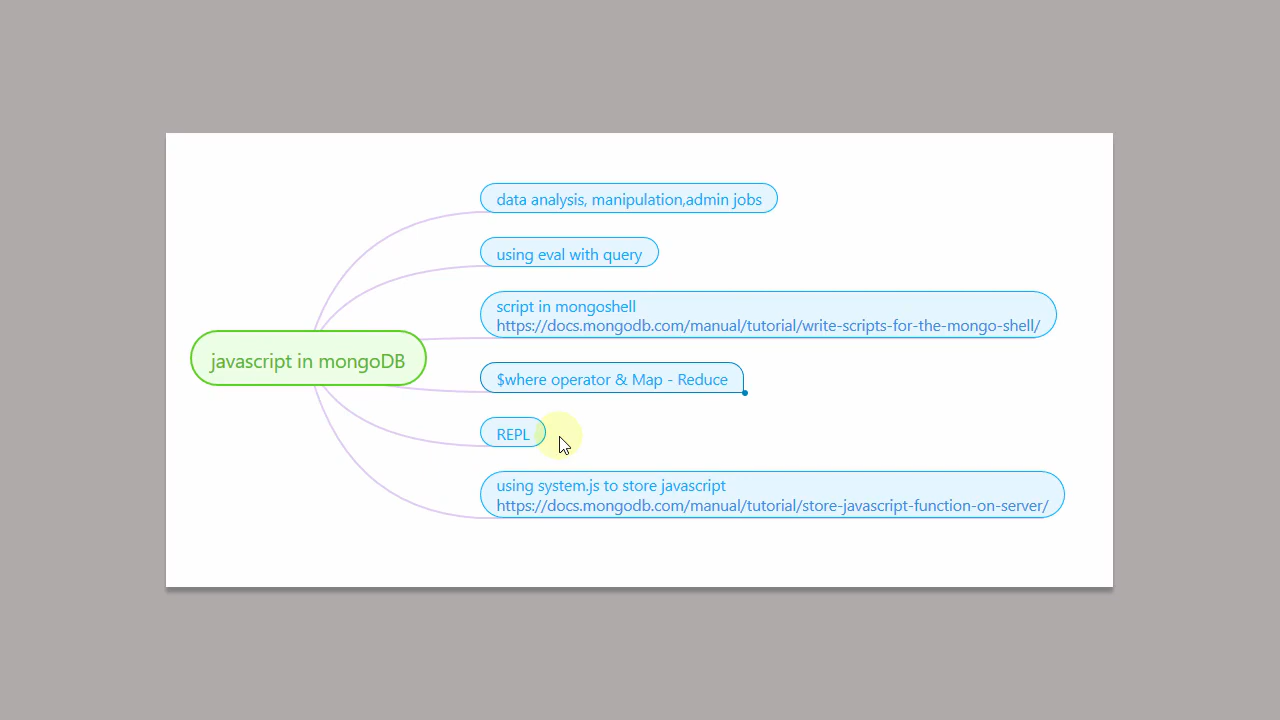 data analysis, manipulation,admin jobs
using eval with query
script in mongoshell
https://docs.mongodb.com/manual/tutorial/write-scripts-for-the-mongo-shell/
javascript in mongoDB
$where operator & Map - Reduce
REPL
using system.js to store javascript
https://docs.mongodb.com/manual/tutorial/store-javascript-function-on-server/